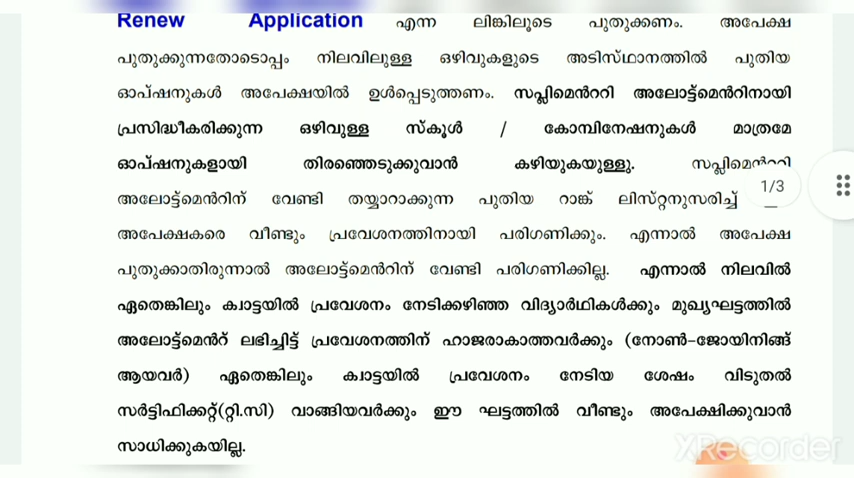 Renew Application എന്ന ലിങ്കിലൂടെ പുതുക്കണം. അപേക്ഷ
പുതുക്കുന്നതോടൊപ്പം നിലവിലുള്ള ഒഴിവുകളുടെ അടിസ്ഥാനത്തിൽ പുതിയ
ഓപ്ഷനുകൾ അപേക്ഷയിൽ ഉൾപ്പെടുത്തണം. സപ്ലിമെൻററി അലോട്ട്മെൻറിനായി
പ്രസിദ്ധീകരിക്കുന്ന ഒഴിവുള്ള സ്കൂൾ / കോമ്പിനേഷനുകൾ മാത്രമേ
ഓപ്ഷനുകളായി തിരഞ്ഞെടുക്കുവാൻ കഴിയുകയുള്ളു. സപ്ലിമെൻററി
1/3
അലോട്ട്മെൻറിന് വേണ്ടി തയ്യാറാക്കുന്ന പുതിയ റാങ്ക് ലിസ്റ്റനുസരിച്ച്
അപേക്ഷകരെ വീണ്ടും പ്രവേശനത്തിനായി പരിഗണിക്കും. എന്നാൽ അപേക്ഷ
പുതുക്കാതിരുന്നാൽ അലോട്ട്മെൻറിന് വേണ്ടി പരിഗണിക്കില്ല. എന്നാൽ നിലവിൽ
ഏതെങ്കിലും ക്വാട്ടയിൽ പ്രവേശനം നേടിക്കഴിഞ്ഞ വിദ്യാർഥികൾക്കും മുഖ്യഘട്ടത്തിൽ
അലോട്ട്മെൻറ് ലഭിച്ചിട്ട് പ്രവേശനത്തിന് ഹാജരാകാത്തവർക്കും (നോൺ-ജോയിനിങ്ങ്
ആയവർ) ഏതെങ്കിലും ക്വാട്ടയിൽ പ്രവേശനം നേടിയ ശേഷം വിടുതൽ
സർട്ടിഫിക്കറ്റ്(റ്റി.സി) വാങ്ങിയവർക്കും ഈ ഘട്ടത്തിൽ വീണ്ടും അപേക്ഷിക്കുവാൻ
സാധിക്കുകയില്ല.
XRecorder